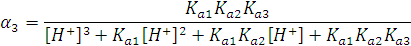 α₃ = Kₐ₁Kₐ₂Kₐ₃ / ([H⁺]³ + Kₐ₁[H⁺]² + Kₐ₁Kₐ₂[H⁺] + Kₐ₁Kₐ₂Kₐ₃)